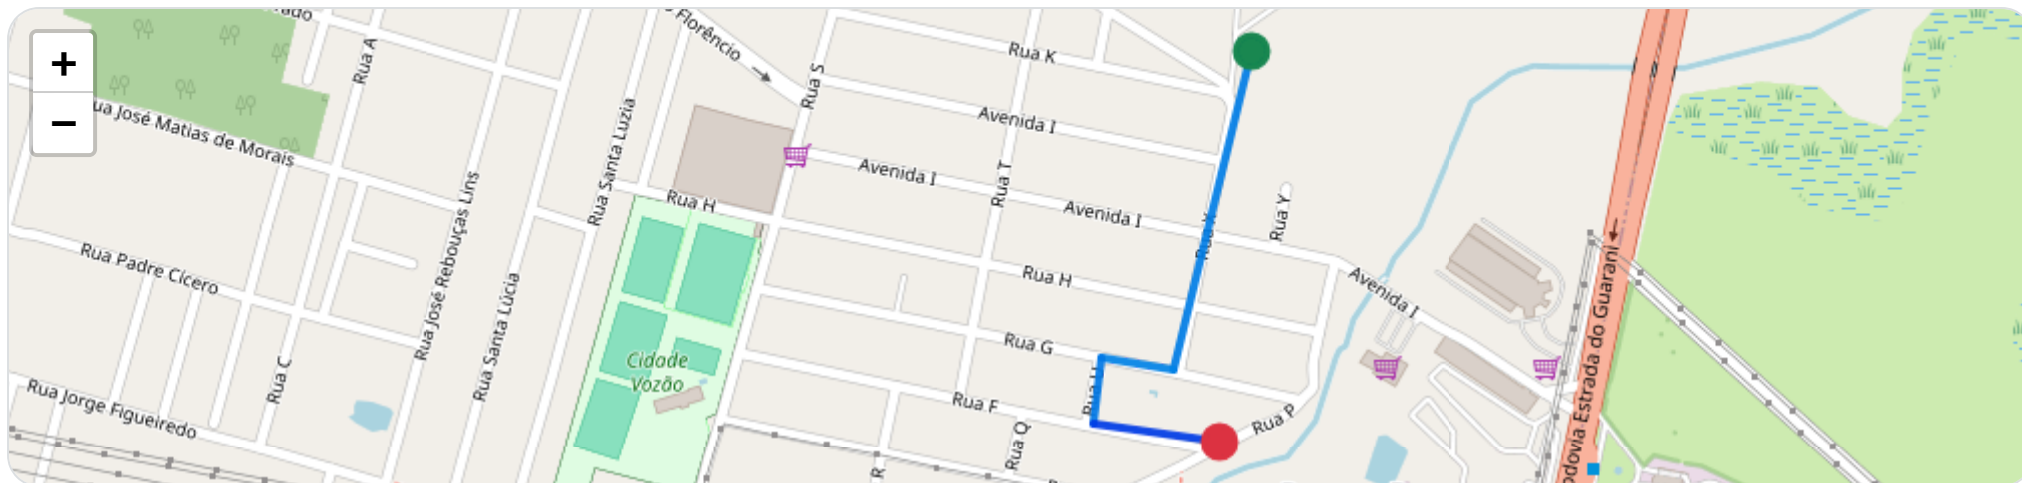 +
−
Rua A
Florêncio
Rua S
Rua K
Avenida I
Rua José Matias de Morais
Rua Santa Luzia
Avenida I
Rua T
Rua H
Avenida I
Rua Y
Rua X
Rua José Rebouças Lins
Rua Padre Cícero
Rua H
Avenida I
Rua Santa Lúcia
Rua G
Cidade
Vozão
Rua C
Rua Jorge Figueiredo
Rua F
Rua P
Rua Q
R
odovia Estrada do Guarani